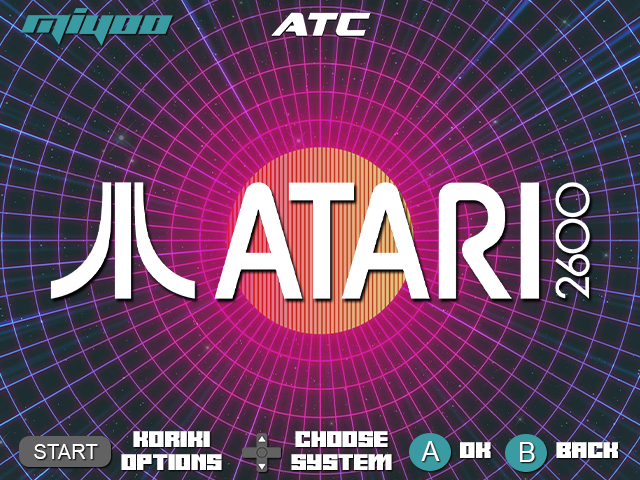 miyoo
ATC
ATARI 2600
START
KORIKI
OPTIONS
CHOOSE
SYSTEM
A OK
B BACK